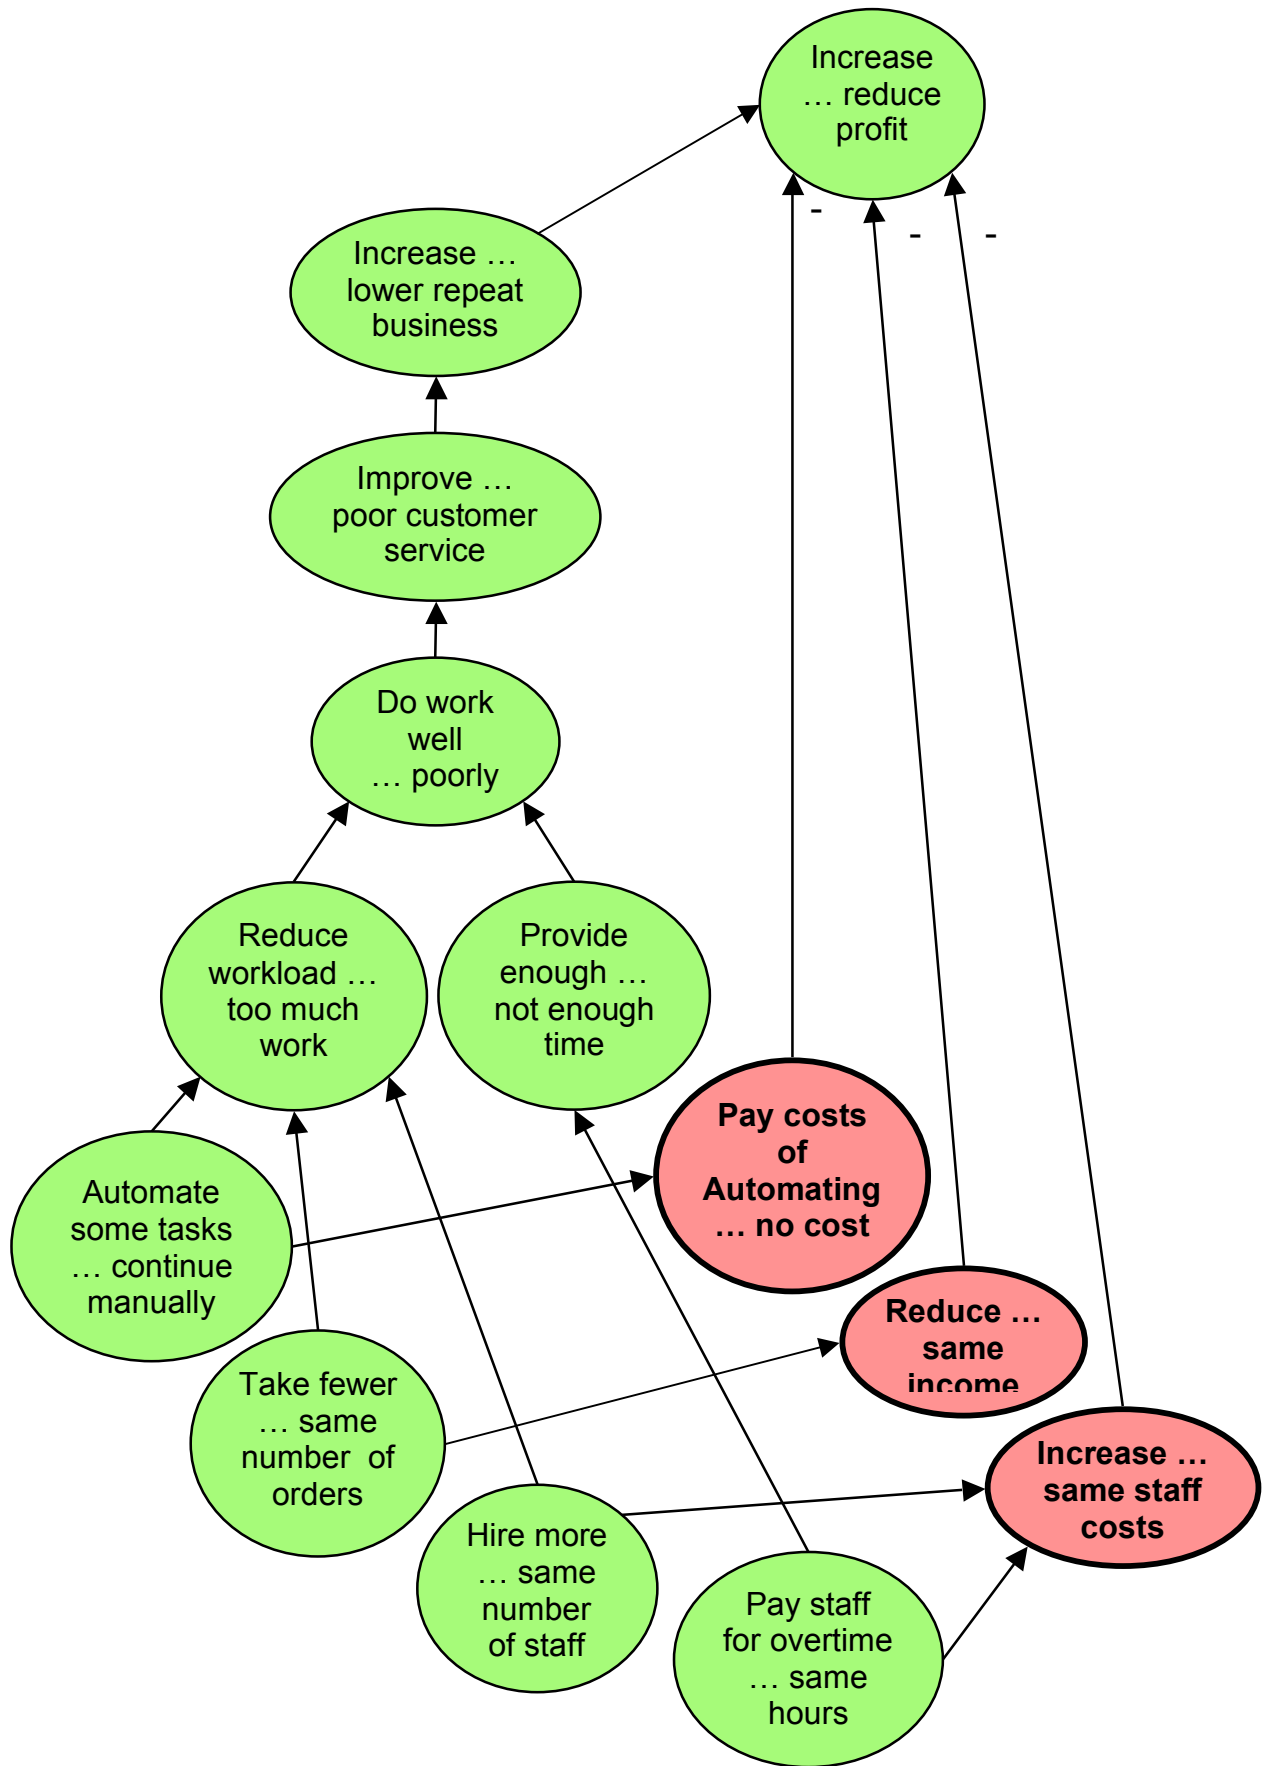 Increase
… reduce
profit
-
-
-
Increase …
lower repeat
business
Improve …
poor customer
service
Do work
well
… poorly
Reduce
workload …
too much
work
Provide
enough …
not enough
time
Pay costs
of
Automating
… no cost
Automate
some tasks
… continue
manually
Reduce …
same
income
Take fewer
… same
number of
orders
Increase …
same staff
costs
Hire more
… same
number
of staff
Pay staff
for overtime
… same
hours